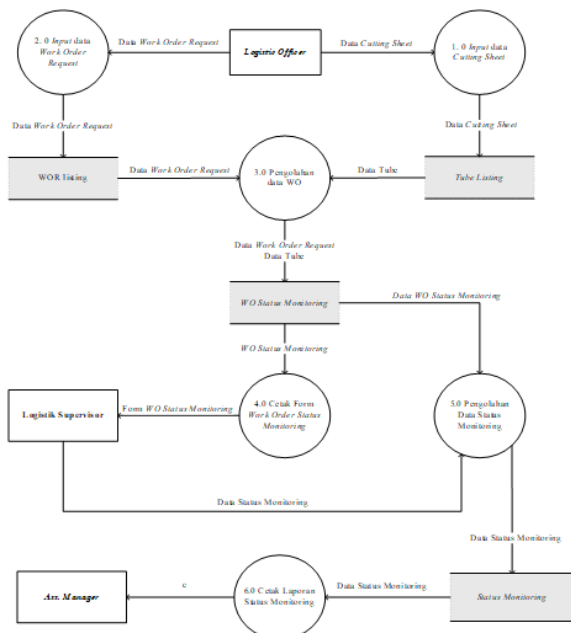 2. 0 Input data
Work Order
Request
Data Work Order Request
Logistic Officer
Data Cutting Sheet
1. 0 Input data
Cutting Sheet
Data Work Order Request
Data Cutting Sheet
WOR listing
Data Work Order Request
3.0 Pengolahan
data WO
Data Tube
Tube Listing
Data Work Order Request
Data Tube
WO Status Monitoring
Data WO Status Monitoring
WO Status Monitoring
Logistik Supervisor
Form WO Status Monitoring
4.0 Cetak Form
Work Order Status
Monitoring
5.0 Pengolahan
Data Status
Monitoring
Data Status Monitoring
Data Status Monitoring
Ass. Manager
c
6.0 Cetak Laporan
Status Monitoring
Data Status Monitoring
Status Monitoring